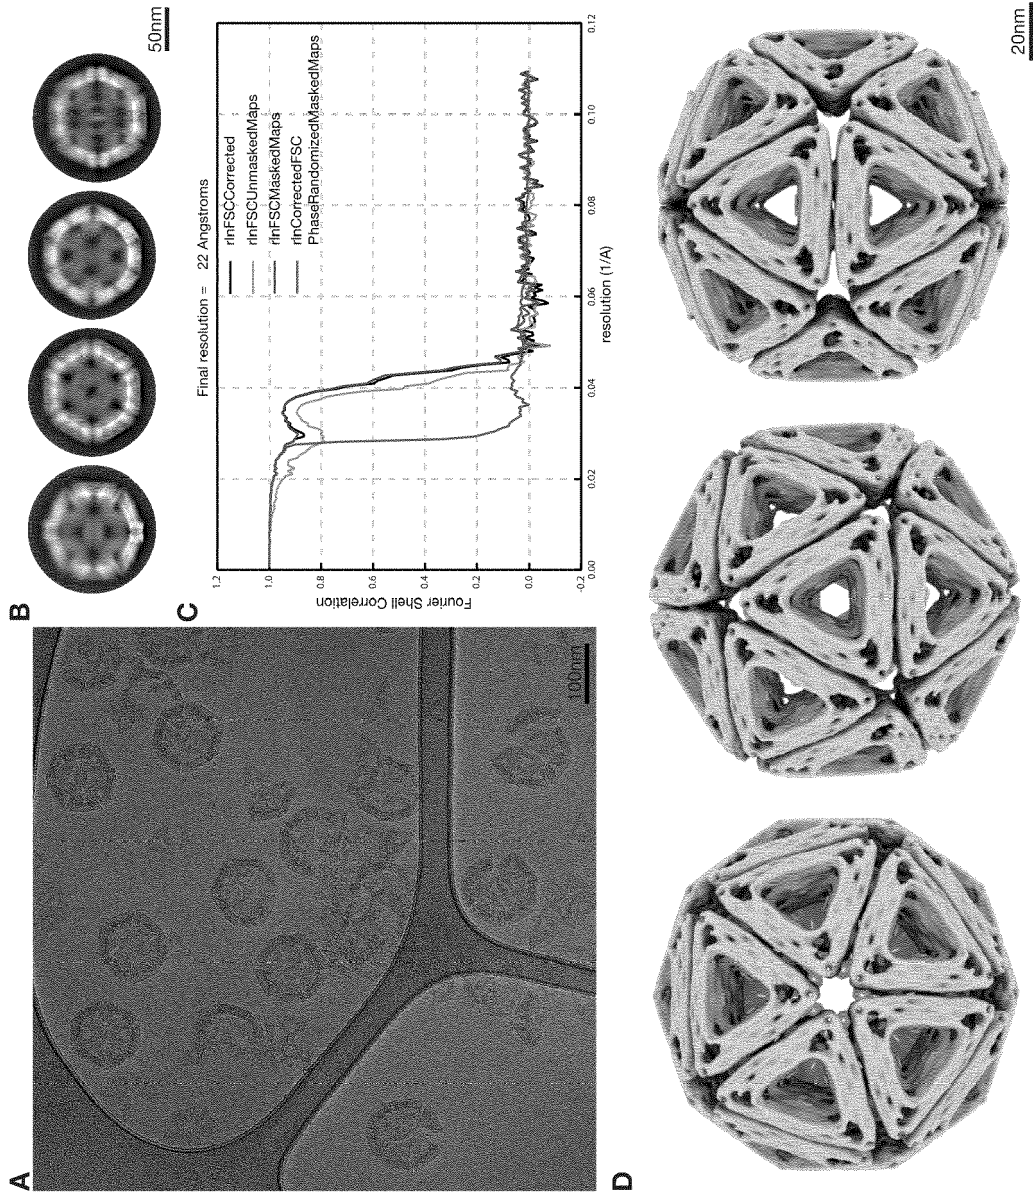 A
100nm
B
50nm
C
Final resolution = 22 Angstroms
rlnFSCCorrected
rlnFSCUnmaskedMaps
rlnFSCMaskedMaps
rlnCorrectedFSC
PhaseRandomizedMaskedMaps
Fourier Shell Correlation
1.2
1.0
0.8
0.6
0.4
0.2
0.0
-0.2
0.00
0.02
0.04
0.06
0.08
0.10
0.12
resolution (1/A)
D
20nm